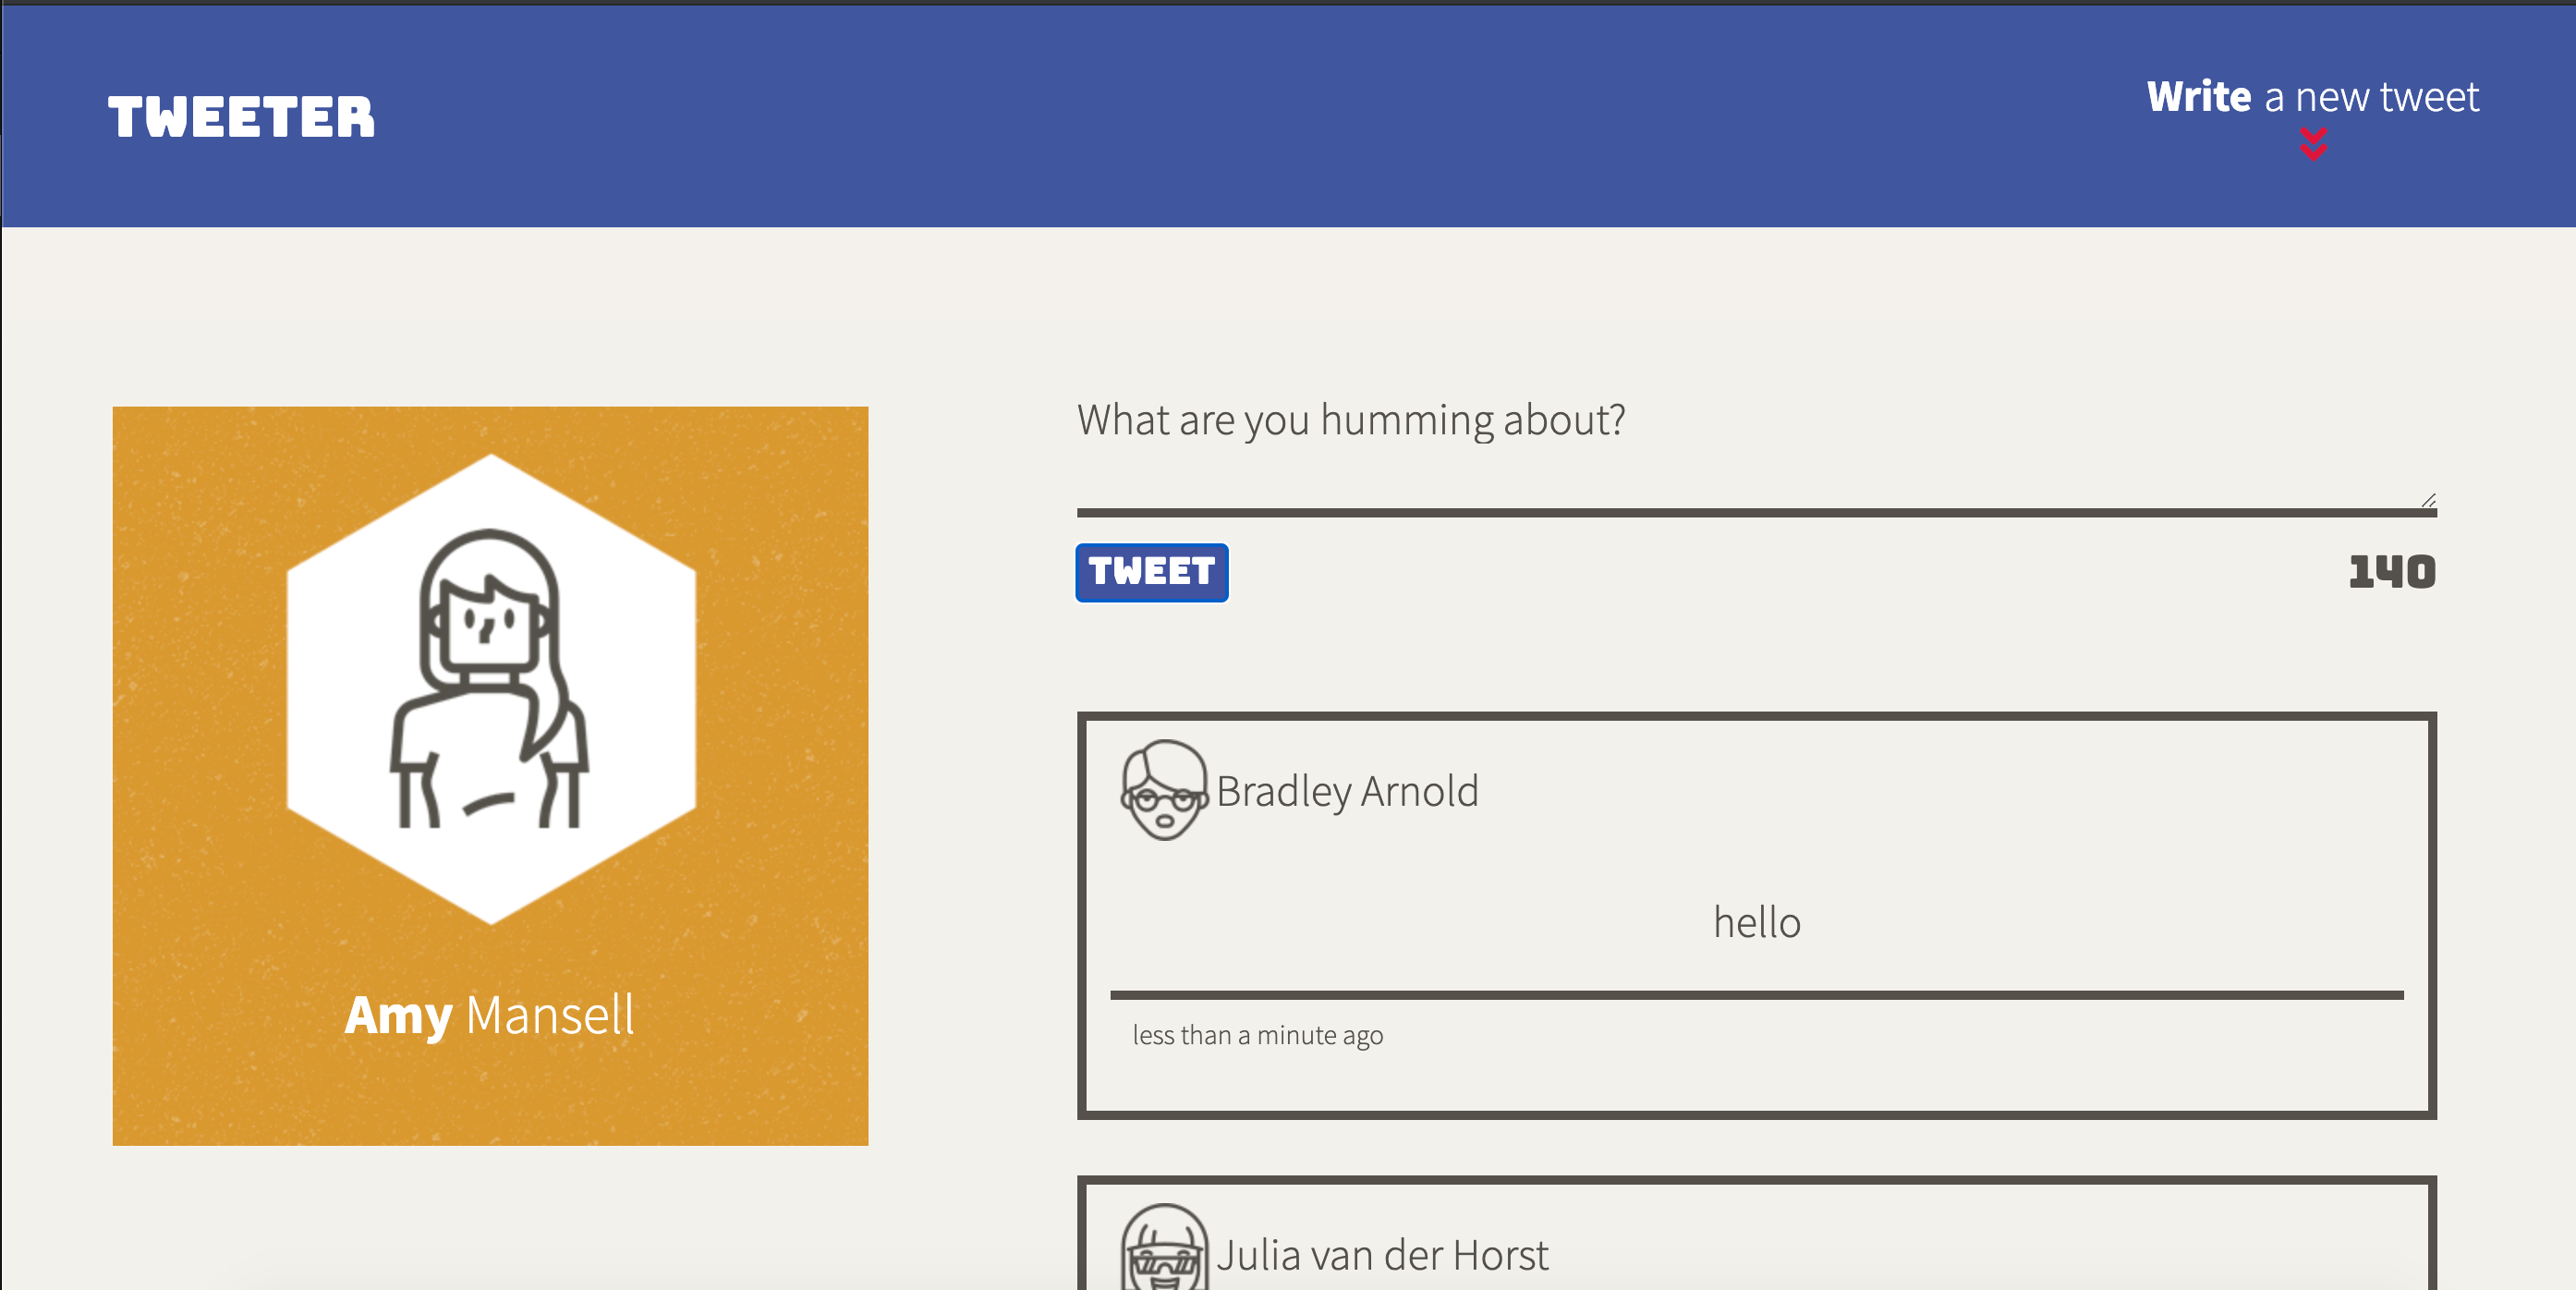 TWEETER
Write a new tweet
What are you humming about?
TWEET
140
Amy Mansell
Bradley Arnold
hello
less than a minute ago
Julia van der Horst